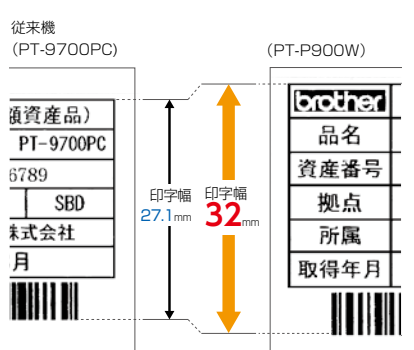 従来機
（PT-9700PC)
（PT-P900W）
額資産品）
PT-9700PC
6789
SBD
株式会社
月
印字幅
27.1mm
印字幅
32mm
brother
品名
資産番号
拠点
所属
取得年月